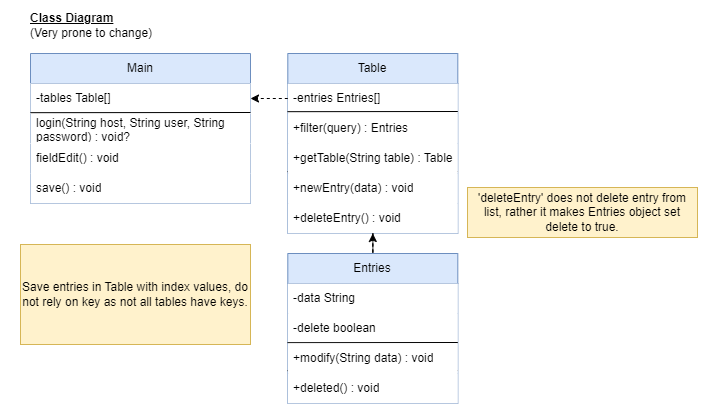 Class Diagram
(Very prone to change)
Main
-tables Table[]
login(String host, String user, String
password) : void?
fieldEdit() : void
save() : void
Table
-entries Entries[]
+filter(query) : Entries
+getTable(String table) : Table
+newEntry(data) : void
+deleteEntry() : void
'deleteEntry' does not delete entry from
list, rather it makes Entries object set
delete to true.
Save entries in Table with index values, do
not rely on key as not all tables have keys.
Entries
-data String
-delete boolean
+modify(String data) : void
+deleted() : void